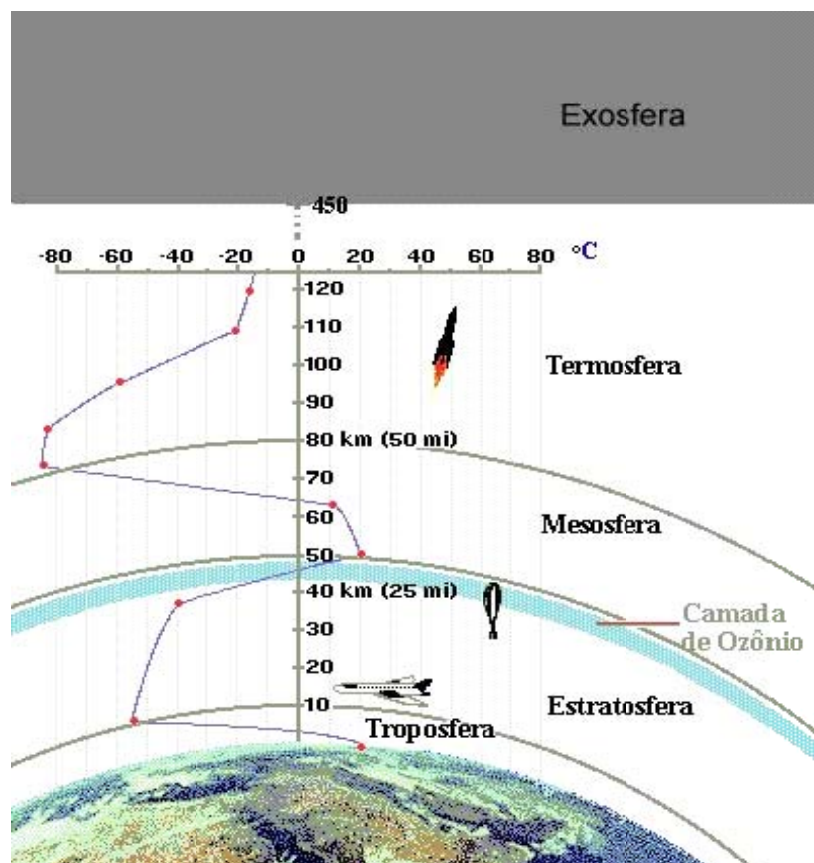 Exosfera
450
-80 -60 -40 -20 0 20 40 60 80 °C
120
110
100
Termosfera
90
80 km (50 mi)
70
60
Mesosfera
50
40 km (25 mi)
Camada
de Ozônio
30
20
10
Estratosfera
Troposfera